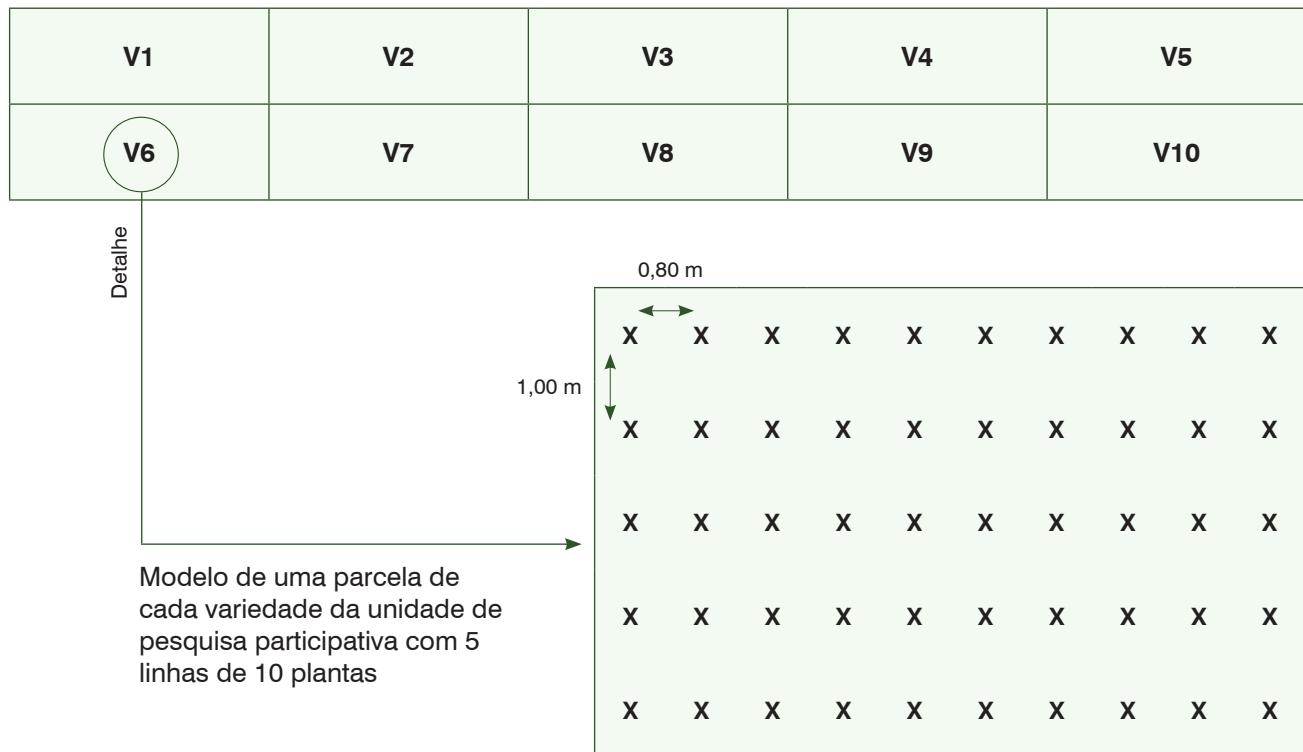 V1 V2 V3 V4 V5
V6 V7 V8 V9 V10
Detalhe
0,80 m
X X X X X X X X X X
1,00 m
X X X X X X X X X X
X X X X X X X X X X
Modelo de uma parcela de
cada variedade da unidade de
pesquisa participativa com 5
linhas de 10 plantas
X X X X X X X X X X
X X X X X X X X X X